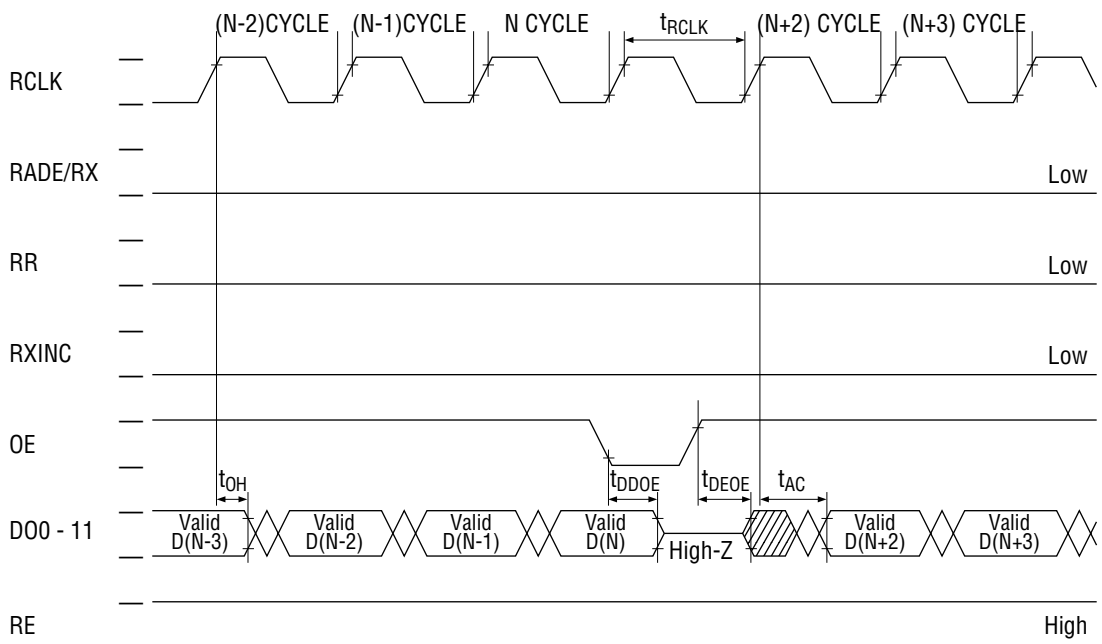 (N-2)CYCLE (N-1)CYCLE N CYCLE tRCLK (N+2) CYCLE (N+3) CYCLE
RCLK
RADE/RX Low
RR Low
RXINC Low
OE
tOH tDDOE tDEOE tAC
DO0 - 11
Valid D(N-3)
Valid D(N-2)
Valid D(N-1)
Valid D(N)
High-Z
Valid D(N+2)
Valid D(N+3)
RE High